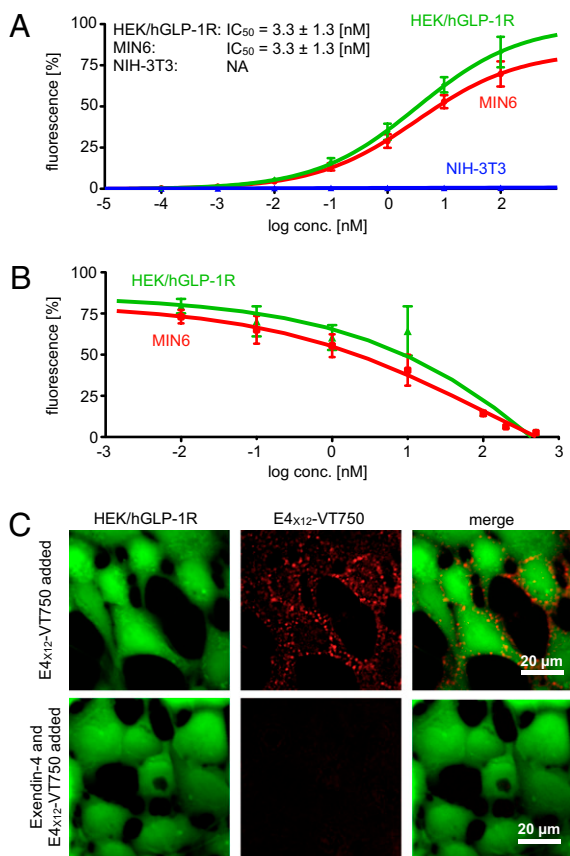 A
HEK/hGLP-1R: IC50 = 3.3 ± 1.3 [nM]
MIN6: IC50 = 3.3 ± 1.3 [nM]
NIH-3T3: NA
HEK/hGLP-1R
MIN6
NIH-3T3
fluorescence [%]
100
75
50
25
0
-5 -4 -3 -2 -1 0 1 2
log conc. [nM]
B
HEK/hGLP-1R
MIN6
fluorescence [%]
100
75
50
25
0
-3 -2 -1 0 1 2 3
log conc. [nM]
C
HEK/hGLP-1R E4X12-VT750 merge
E4X12-VT750 added
20 µm
Exendin-4 and
E4X12-VT750 added
20 µm